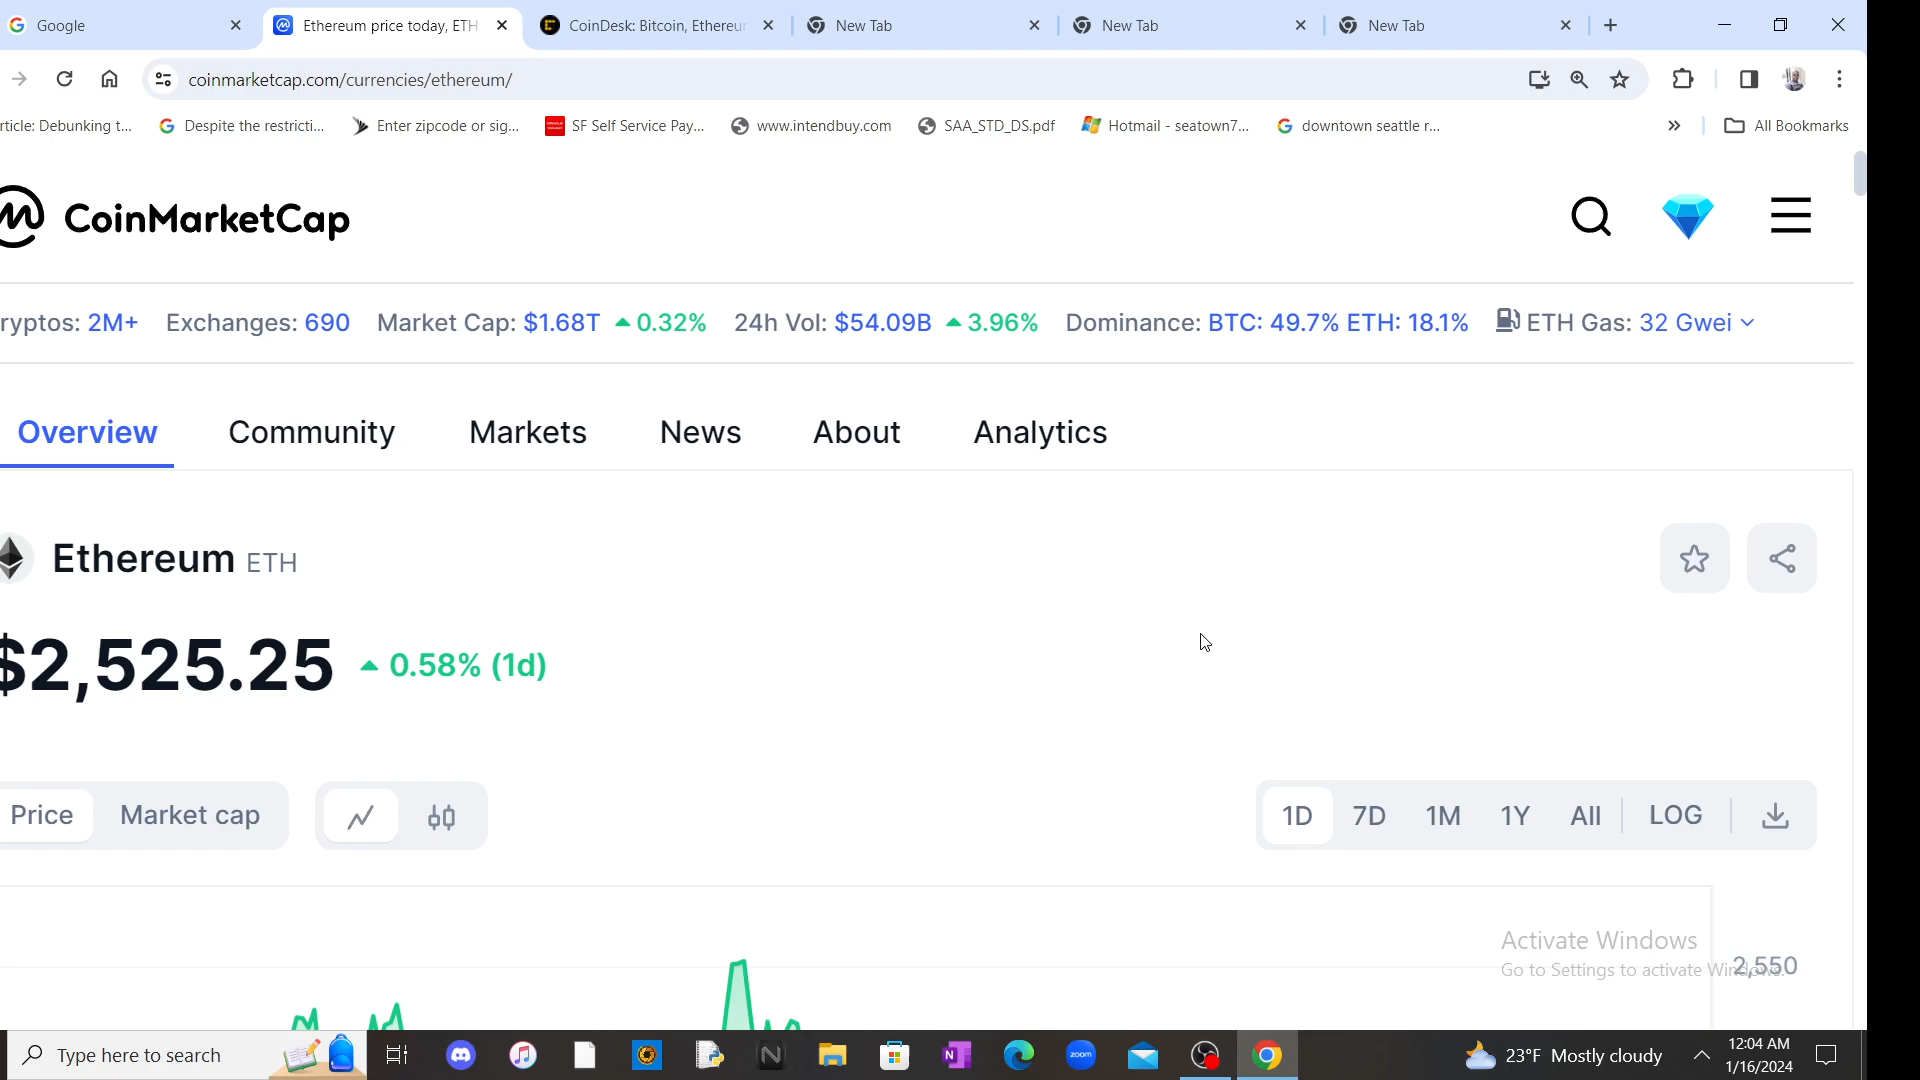 Google
Ethereum price today, ETH
CoinDesk: Bitcoin, Ethereu
New Tab
New Tab
New Tab
coinmarketcap.com/currencies/ethereum/
rticle: Debunking t...
Despite the restricti...
Enter zipcode or sig...
SF Self Service Pay...
www.intendbuy.com
SAA_STD_DS.pdf
Hotmail - seatown7...
downtown seattle r...
All Bookmarks
CoinMarketCap
ryptos: 2M+ Exchanges: 690 Market Cap: $1.68T 0.32% 24h Vol: $54.09B 3.96% Dominance: BTC: 49.7% ETH: 18.1% ETH Gas: 32 Gwei
Overview Community Markets News About Analytics
Ethereum ETH
$2,525.25 0.58% (1d)
Price Market cap
1D 7D 1M 1Y All LOG
Activate Windows
Go to Settings to activate Windows.
2,550
Type here to search
zoom
23°F Mostly cloudy
12:04 AM
1/16/2024